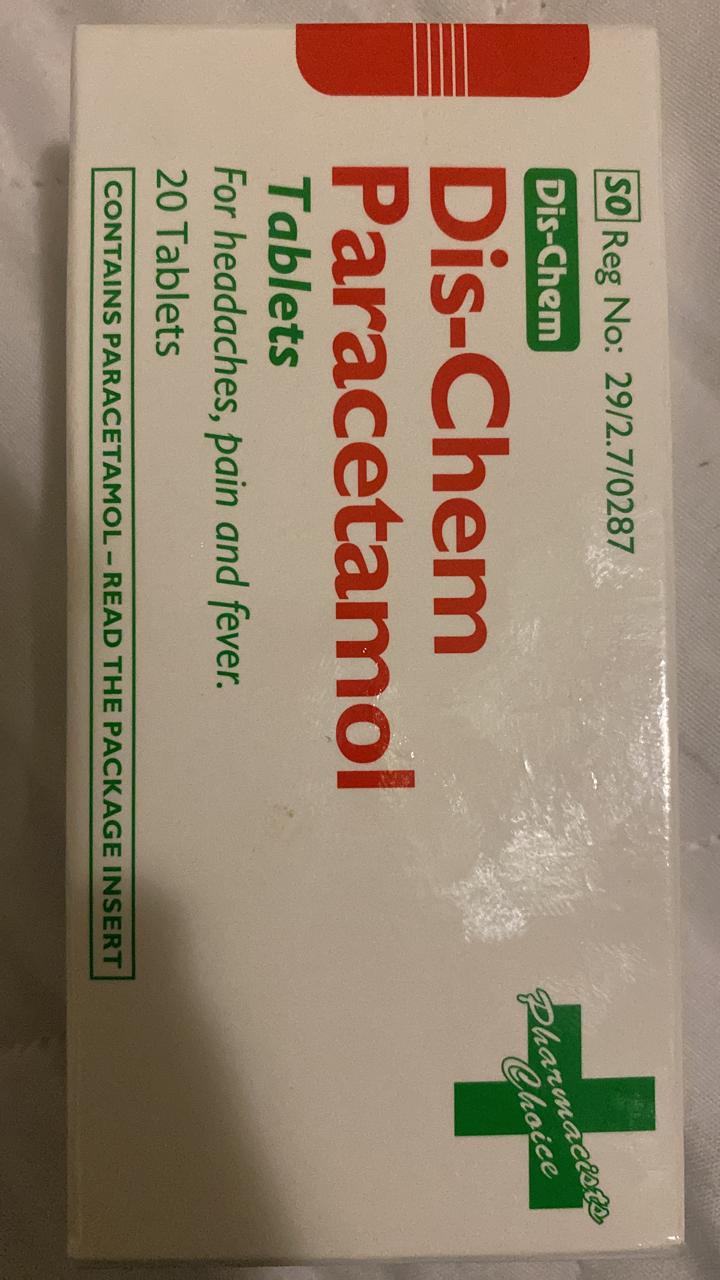 S0 Reg No: 29/2.7/0287
Dis-Chem
Dis-Chem
Paracetamol
Tablets
For headaches, pain and fever.
20 Tablets
CONTAINS PARACETAMOL – READ THE PACKAGE INSERT
Pharmacists
Choice